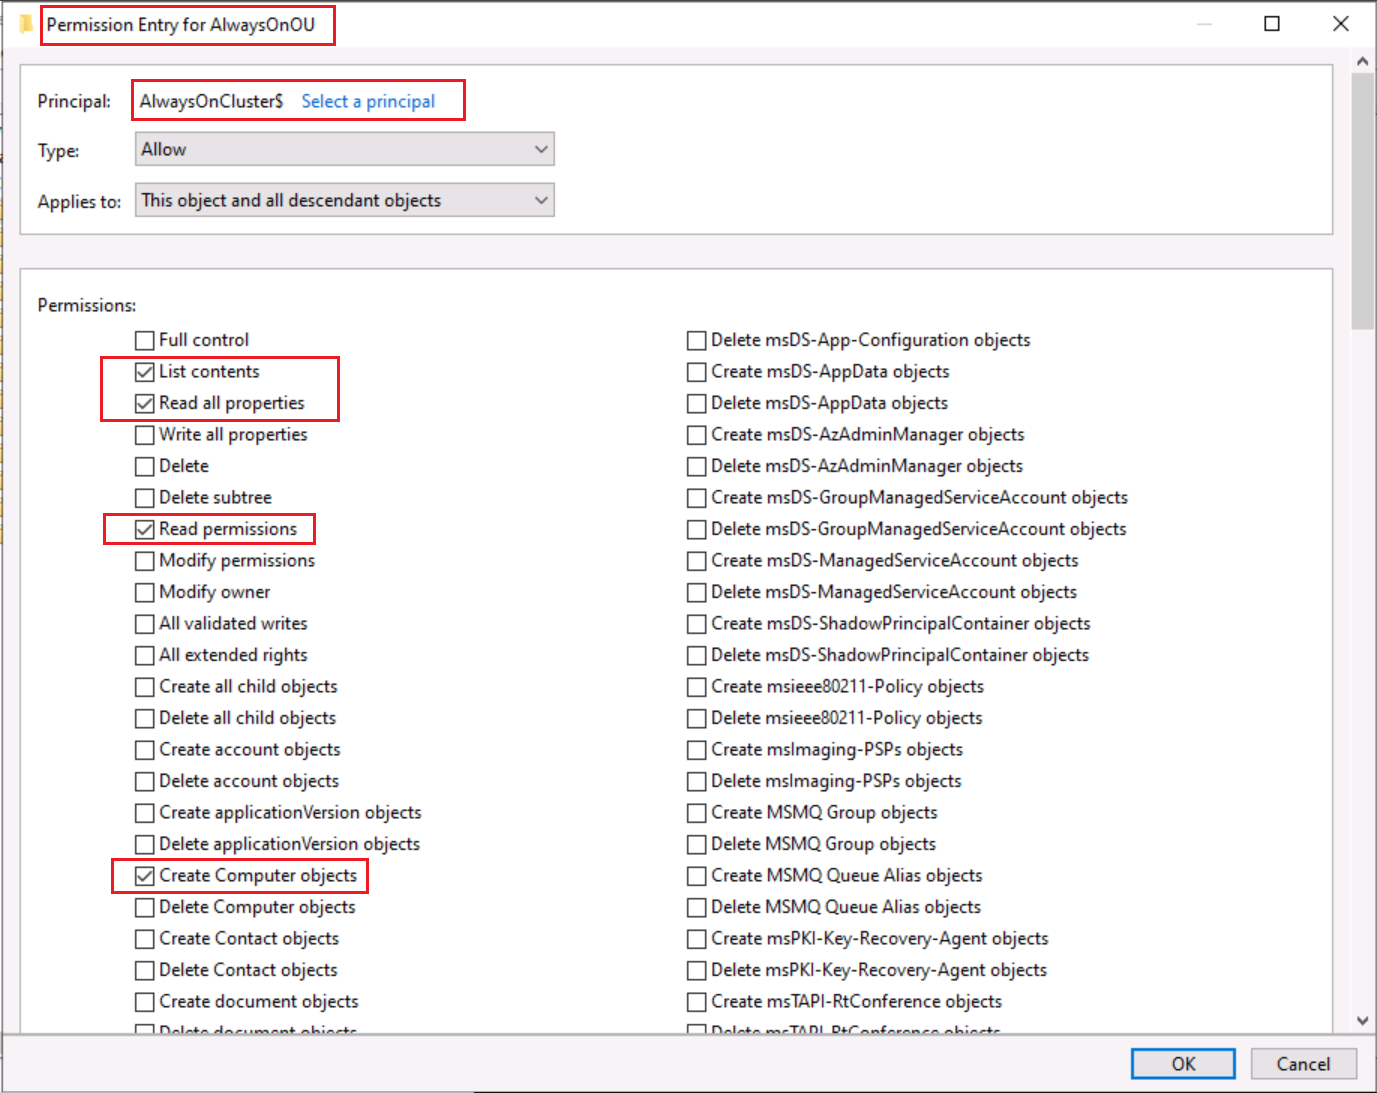 Permission Entry for AlwaysOnOU
Principal: AlwaysOnCluster$ Select a principal
Type: Allow
Applies to: This object and all descendant objects
Permissions:
Full control
List contents
Read all properties
Write all properties
Delete
Delete subtree
Read permissions
Modify permissions
Modify owner
All validated writes
All extended rights
Create all child objects
Delete all child objects
Create account objects
Delete account objects
Create applicationVersion objects
Delete applicationVersion objects
Create Computer objects
Delete Computer objects
Create Contact objects
Delete Contact objects
Create document objects
Delete document objects
Delete msDS-App-Configuration objects
Create msDS-AppData objects
Delete msDS-AppData objects
Create msDS-AzAdminManager objects
Delete msDS-AzAdminManager objects
Create msDS-GroupManagedServiceAccount objects
Delete msDS-GroupManagedServiceAccount objects
Create msDS-ManagedServiceAccount objects
Delete msDS-ManagedServiceAccount objects
Create msDS-ShadowPrincipalContainer objects
Delete msDS-ShadowPrincipalContainer objects
Create msieee80211-Policy objects
Delete msieee80211-Policy objects
Create msImaging-PSPs objects
Delete msImaging-PSPs objects
Create MSMQ Group objects
Delete MSMQ Group objects
Create MSMQ Queue Alias objects
Delete MSMQ Queue Alias objects
Create msPKI-Key-Recovery-Agent objects
Delete msPKI-Key-Recovery-Agent objects
Create msTAPI-RtConference objects
Delete msTAPI-RtConference objects
OK Cancel